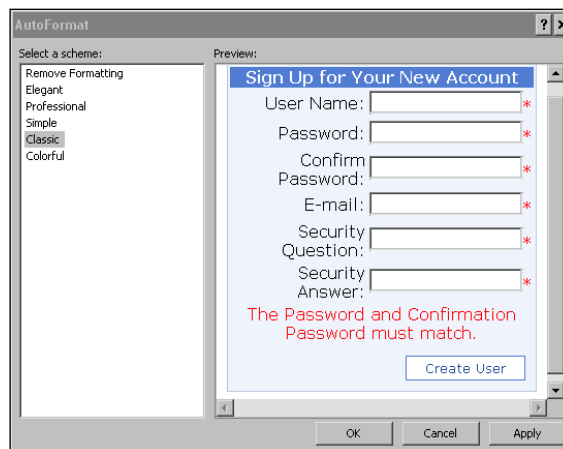 AutoFormat
Select a scheme:
Remove Formatting
Elegant
Professional
Simple
Classic
Colorful
Preview:
Sign Up for Your New Account
User Name: *
Password: *
Confirm
Password: *
E-mail: *
Security
Question: *
Security
Answer: *
The Password and Confirmation
Password must match.
Create User
OK Cancel Apply